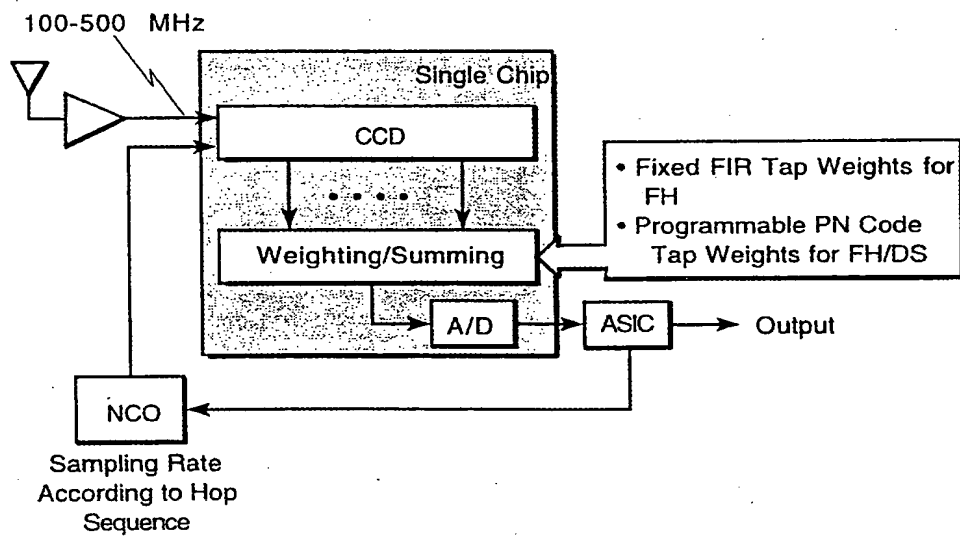 100-500 MHz
Single Chip
CCD
• Fixed FIR Tap Weights for
FH
• Programmable PN Code
Tap Weights for FH/DS
Weighting/Summing
A/D
ASIC
Output
NCO
Sampling Rate
According to Hop
Sequence